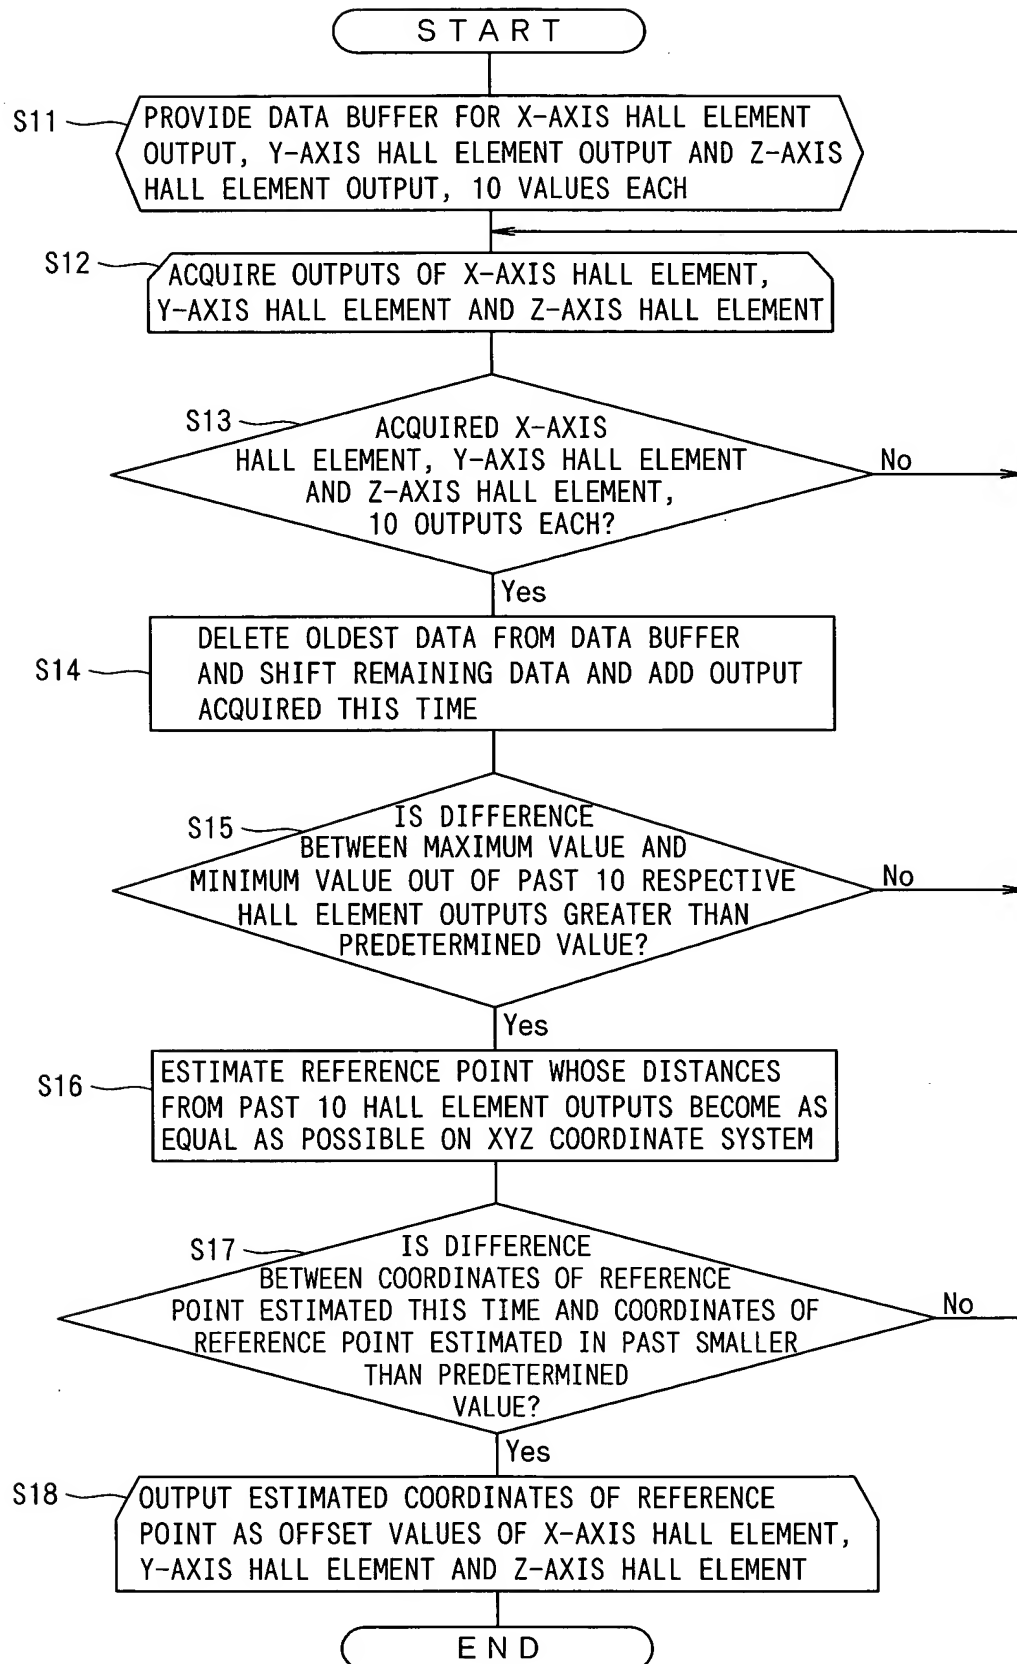 START
S11
PROVIDE DATA BUFFER FOR X-AXIS HALL ELEMENT
OUTPUT, Y-AXIS HALL ELEMENT OUTPUT AND Z-AXIS
HALL ELEMENT OUTPUT, 10 VALUES EACH
S12
ACQUIRE OUTPUTS OF X-AXIS HALL ELEMENT,
Y-AXIS HALL ELEMENT AND Z-AXIS HALL ELEMENT
S13
ACQUIRED X-AXIS
HALL ELEMENT, Y-AXIS HALL ELEMENT
AND Z-AXIS HALL ELEMENT,
10 OUTPUTS EACH?
No
Yes
S14
DELETE OLDEST DATA FROM DATA BUFFER
AND SHIFT REMAINING DATA AND ADD OUTPUT
ACQUIRED THIS TIME
S15
IS DIFFERENCE
BETWEEN MAXIMUM VALUE AND
MINIMUM VALUE OUT OF PAST 10 RESPECTIVE
HALL ELEMENT OUTPUTS GREATER THAN
PREDETERMINED VALUE?
No
Yes
S16
ESTIMATE REFERENCE POINT WHOSE DISTANCES
FROM PAST 10 HALL ELEMENT OUTPUTS BECOME AS
EQUAL AS POSSIBLE ON XYZ COORDINATE SYSTEM
S17
IS DIFFERENCE
BETWEEN COORDINATES OF REFERENCE
POINT ESTIMATED THIS TIME AND COORDINATES OF
REFERENCE POINT ESTIMATED IN PAST SMALLER
THAN PREDETERMINED
VALUE?
No
Yes
S18
OUTPUT ESTIMATED COORDINATES OF REFERENCE
POINT AS OFFSET VALUES OF X-AXIS HALL ELEMENT,
Y-AXIS HALL ELEMENT AND Z-AXIS HALL ELEMENT
END